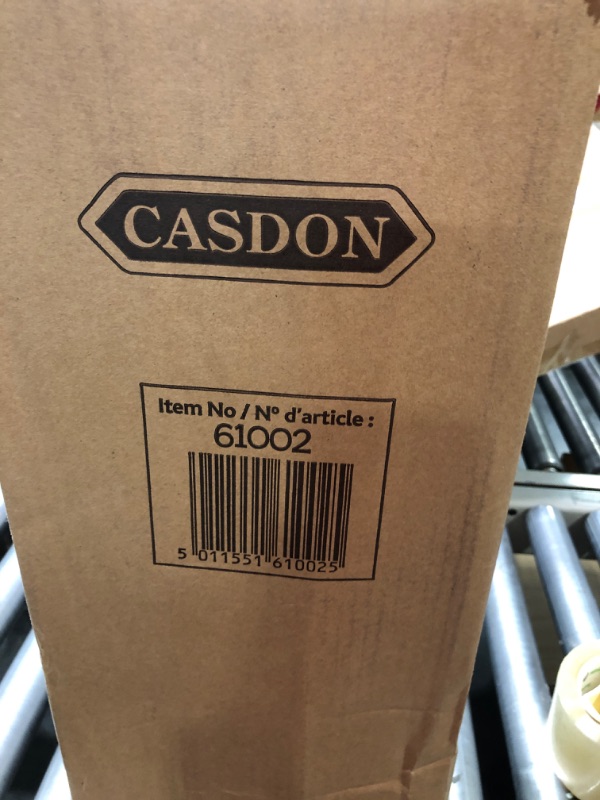 CASDON
Item No / Nº d'article :
61002
5 011551 610025